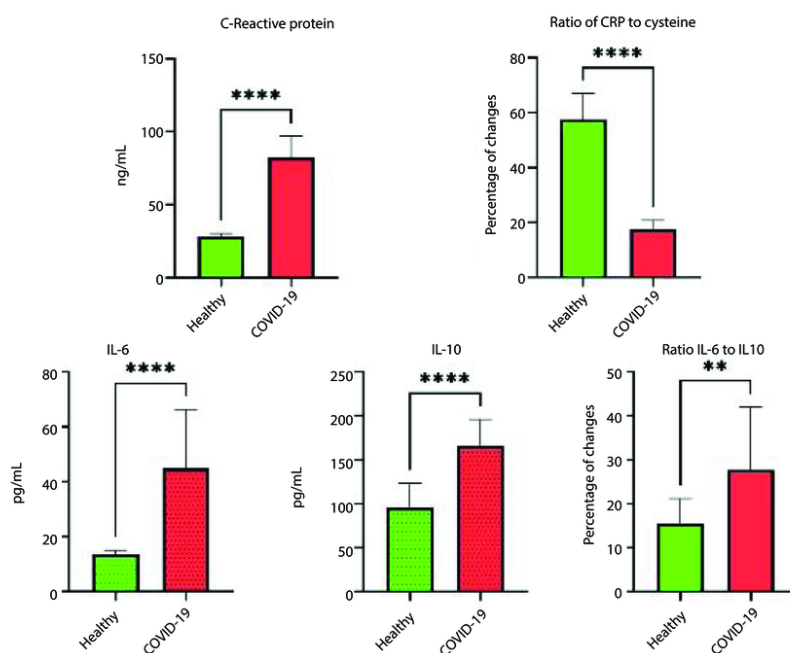 C-Reactive protein
ng/mL
150
100
50
0
****
Healthy
COVID-19
Ratio of CRP to cysteine
Percentage of changes
80
60
40
20
0
****
Healthy
COVID-19
IL-6
pg/mL
80
60
40
20
0
****
Healthy
COVID-19
IL-10
pg/mL
250
200
150
100
50
0
****
Healthy
COVID-19
Ratio IL-6 to IL10
Percentage of changes
50
40
30
20
10
0
**
Healthy
COVID-19